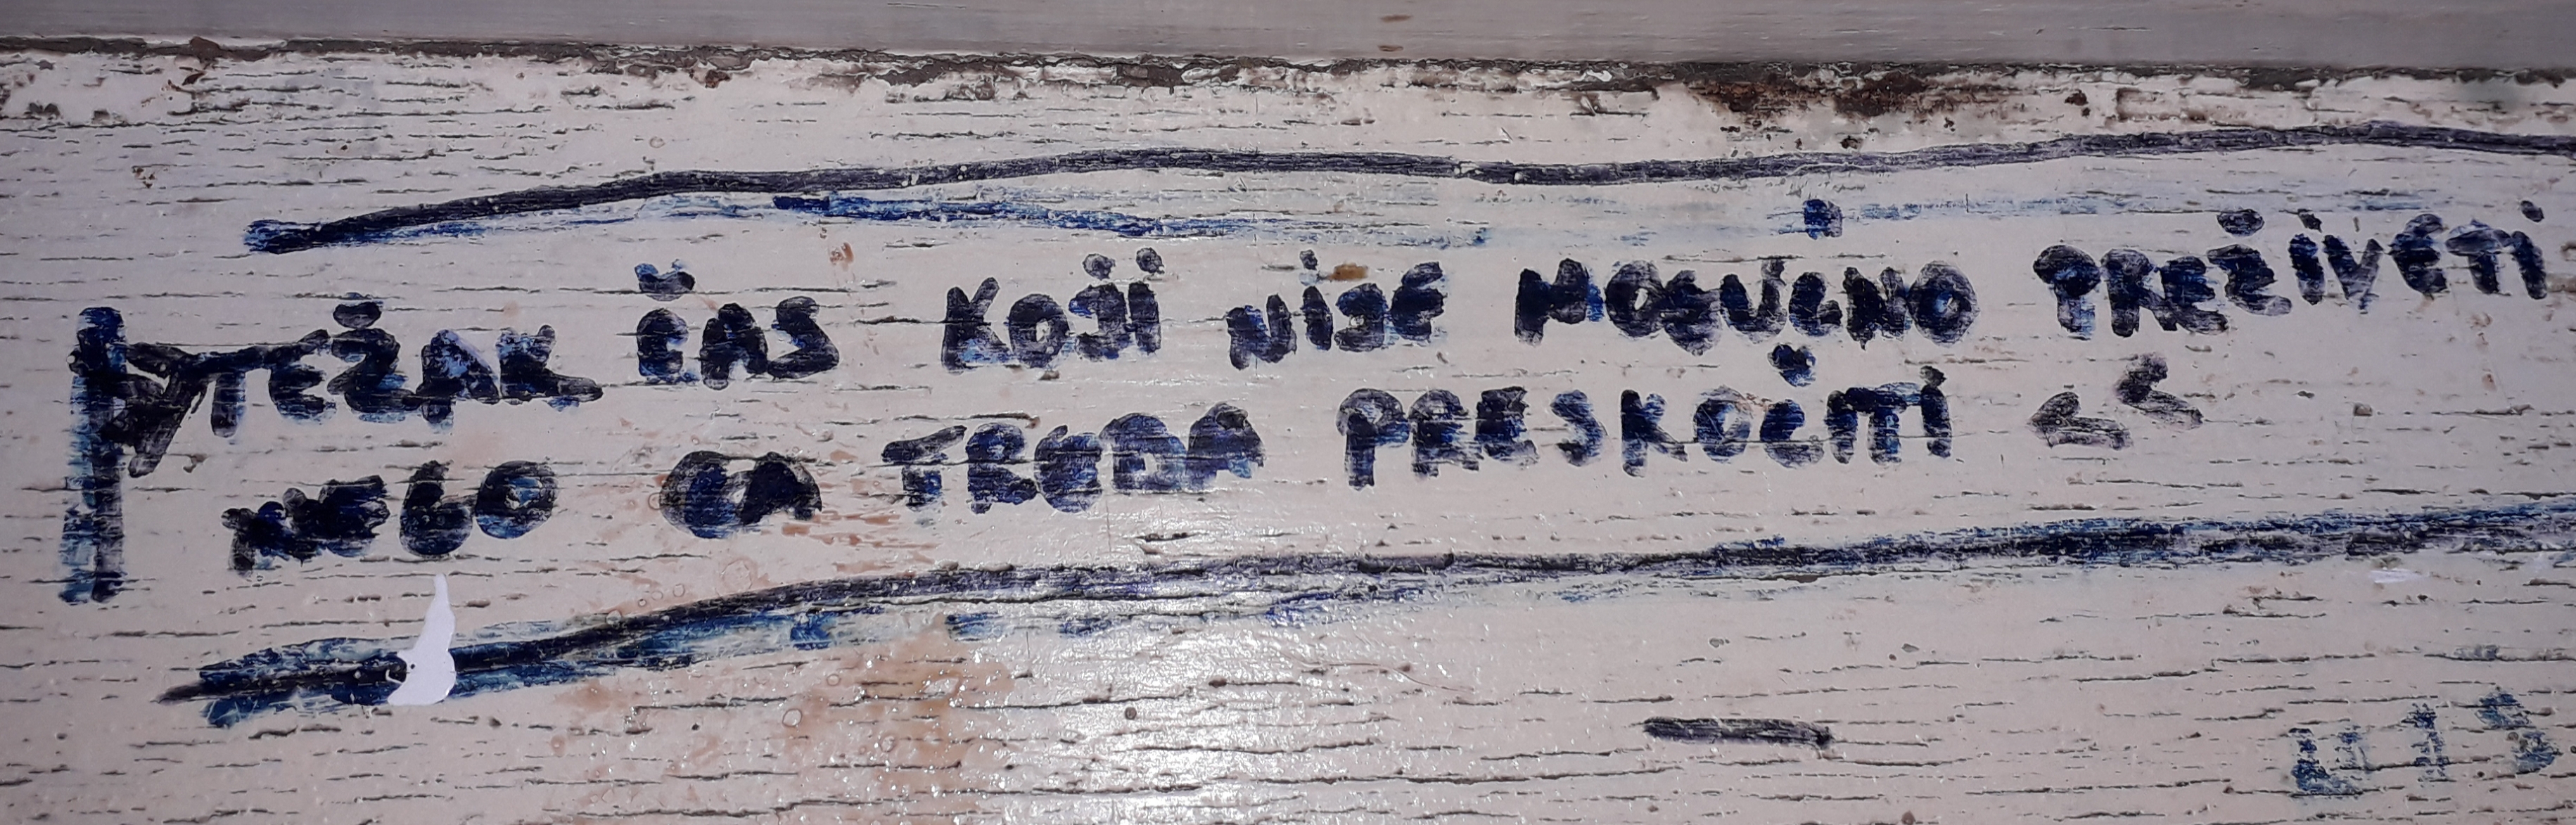 TEŽAK ČAS KOJI NIJE MOGUĆNO PREŽIVETI
NEGO GA TREBA PRESKOČITI <<